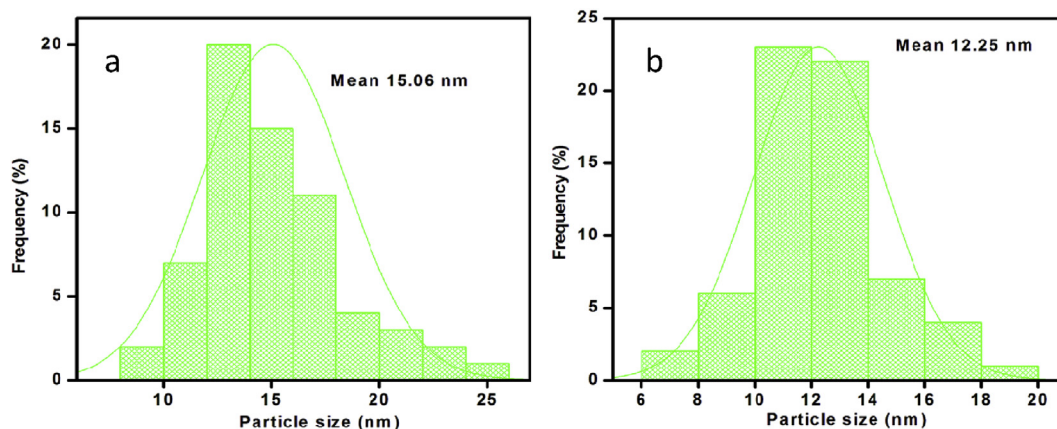 a
Mean 15.06 nm
Frequency (%)
20
15
10
5
0
10 15 20 25
Particle size (nm)
b
Mean 12.25 nm
Frequency (%)
25
20
15
10
5
0
6 8 10 12 14 16 18 20
Particle size (nm)